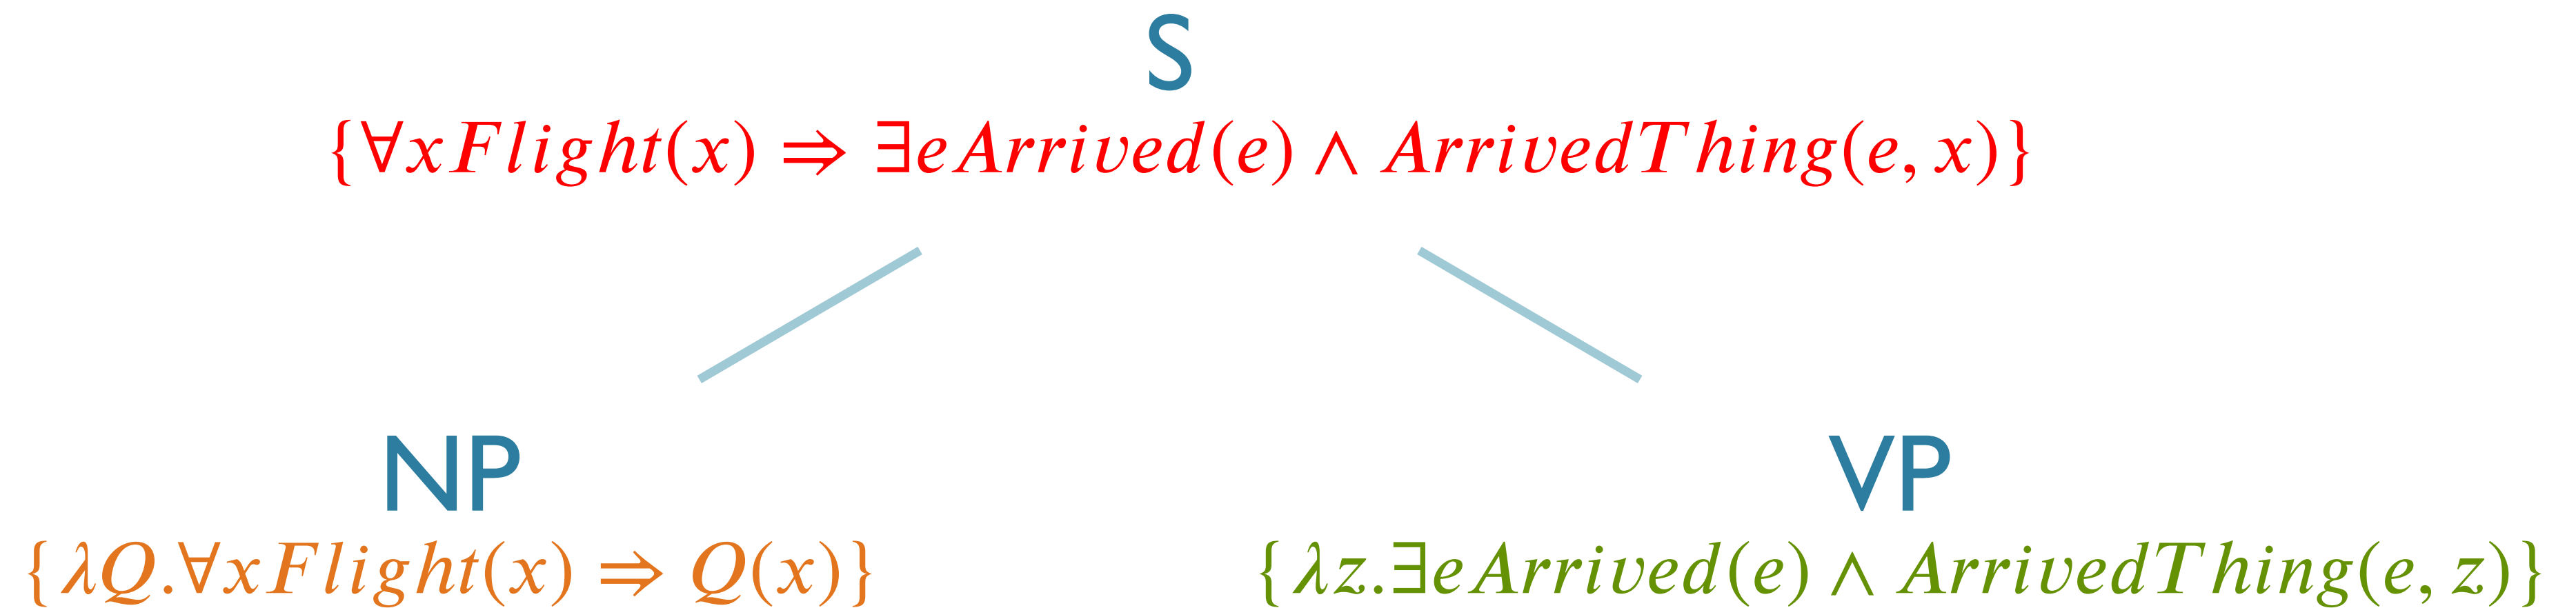 S
{∀xFlight(x) ⇒ ∃eArrived(e) ∧ ArrivedThing(e, x)}
NP VP
{λQ.∀xFlight(x) ⇒ Q(x)} {λz.∃eArrived(e) ∧ ArrivedThing(e, z)}